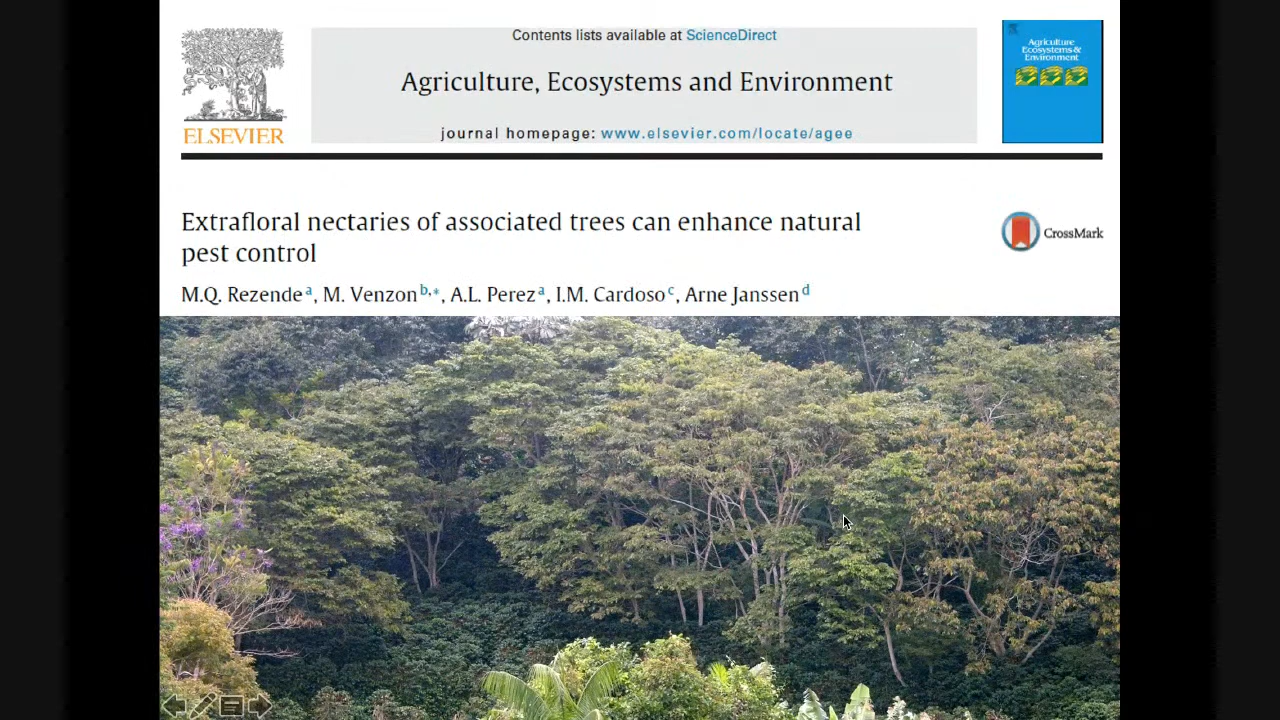 Contents lists available at ScienceDirect
Agriculture, Ecosystems and Environment
journal homepage: www.elsevier.com/locate/agee
ELSEVIER
Agriculture
Ecosystems &
Environment
Extrafloral nectaries of associated trees can enhance natural
pest control
CrossMark
M.Q. Rezende a, M. Venzon b,*, A.L. Perez a, I.M. Cardoso c, Arne Janssen d